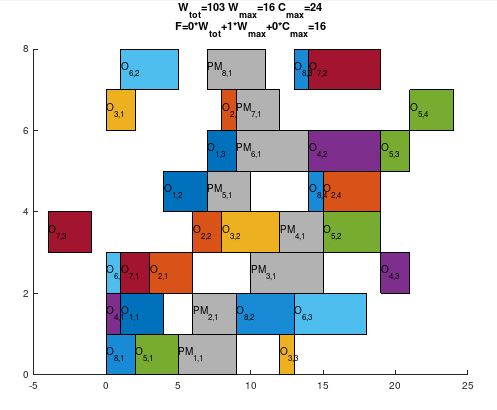 W_tot=103 W_max=16 C_max=24
F=0*W_tot+1*W_max+0*C_max=16
8
O_6,2 PM_8,1 O_8,3 O_7,2
O_3,1 O_2, PM_7,1 O_5,4
6
O_1,3 PM_6,1 O_4,2 O_5,3
O_1,2 PM_5,1 O_8,4 O_2,4
4
O_7,3 O_2,2 O_3,2 PM_4,1 O_5,2
O_6, O_7,1 O_2,1 PM_3,1 O_4,3
2
O_4, O_1,1 PM_2,1 O_8,2 O_6,3
O_8,1 O_5,1 PM_1,1 O_3,3
0
-5 0 5 10 15 20 25